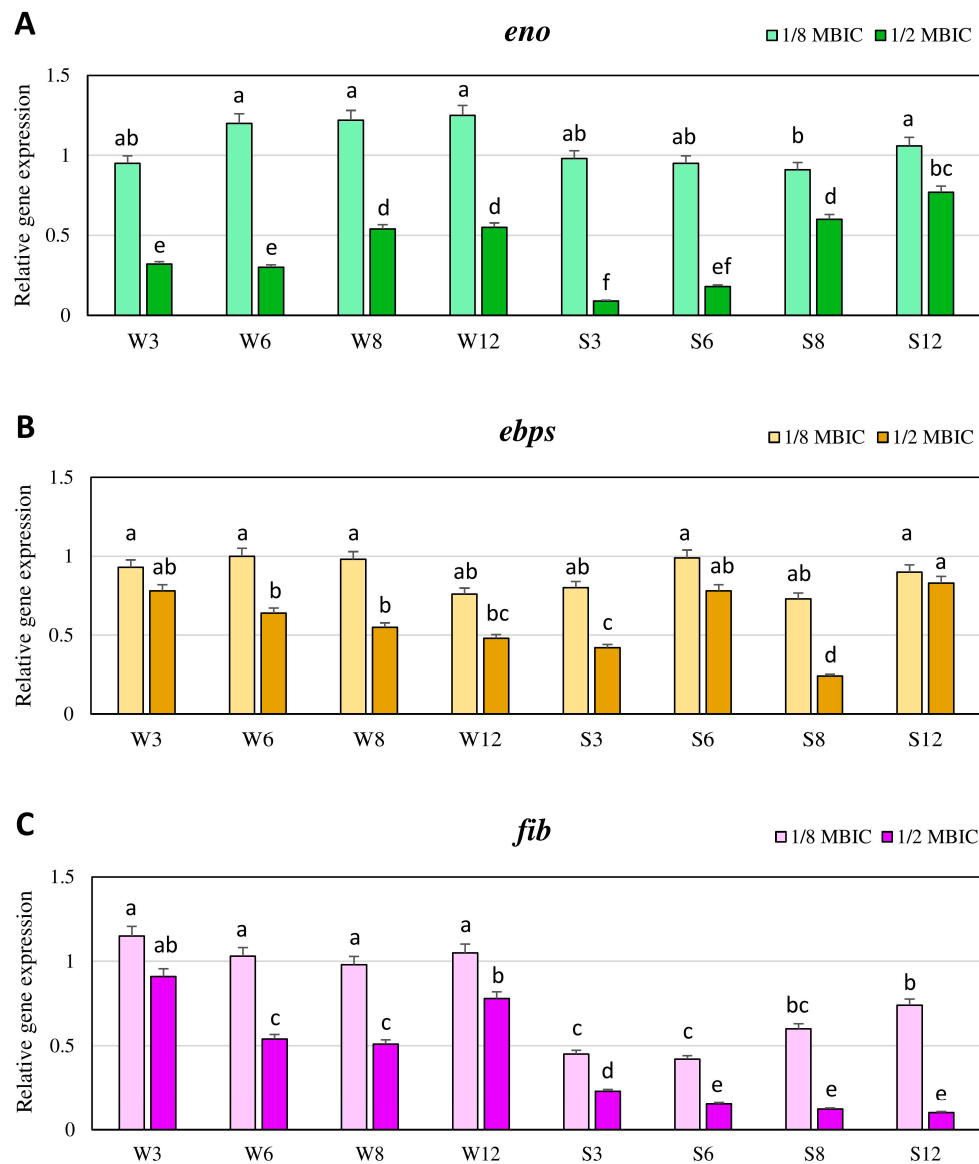 A
eno
1/8 MBIC 1/2 MBIC
Relative gene expression
1.5
1
0.5
0
ab e a e a d a d ab f ab ef b d a bc
W3 W6 W8 W12 S3 S6 S8 S12
B
ebps
1/8 MBIC 1/2 MBIC
Relative gene expression
1.5
1
0.5
0
a ab a b a b ab bc ab c a ab ab d a a
W3 W6 W8 W12 S3 S6 S8 S12
C
fib
1/8 MBIC 1/2 MBIC
Relative gene expression
1.5
1
0.5
0
a ab a c a c a b c d c e bc e b e
W3 W6 W8 W12 S3 S6 S8 S12